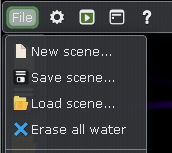 File ?
New scene...
Save scene...
Load scene...
Erase all water